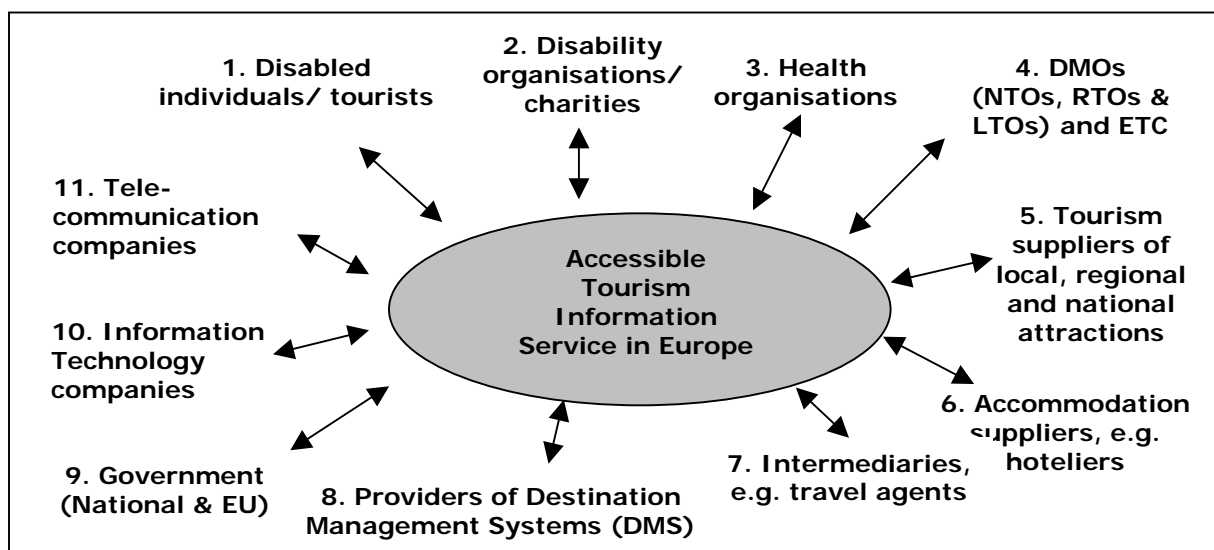 1. Disabled
individuals/ tourists
2. Disability
organisations/
charities
3. Health
organisations
4. DMOs
(NTOs, RTOs &
LTOs) and ETC
5. Tourism
suppliers of
local, regional
and national
attractions
6. Accommodation
suppliers, e.g.
hoteliers
7. Intermediaries,
e.g. travel agents
8. Providers of Destination
Management Systems (DMS)
9. Government
(National & EU)
10. Information
Technology
companies
11. Tele-
communication
companies
Accessible
Tourism
Information
Service in Europe